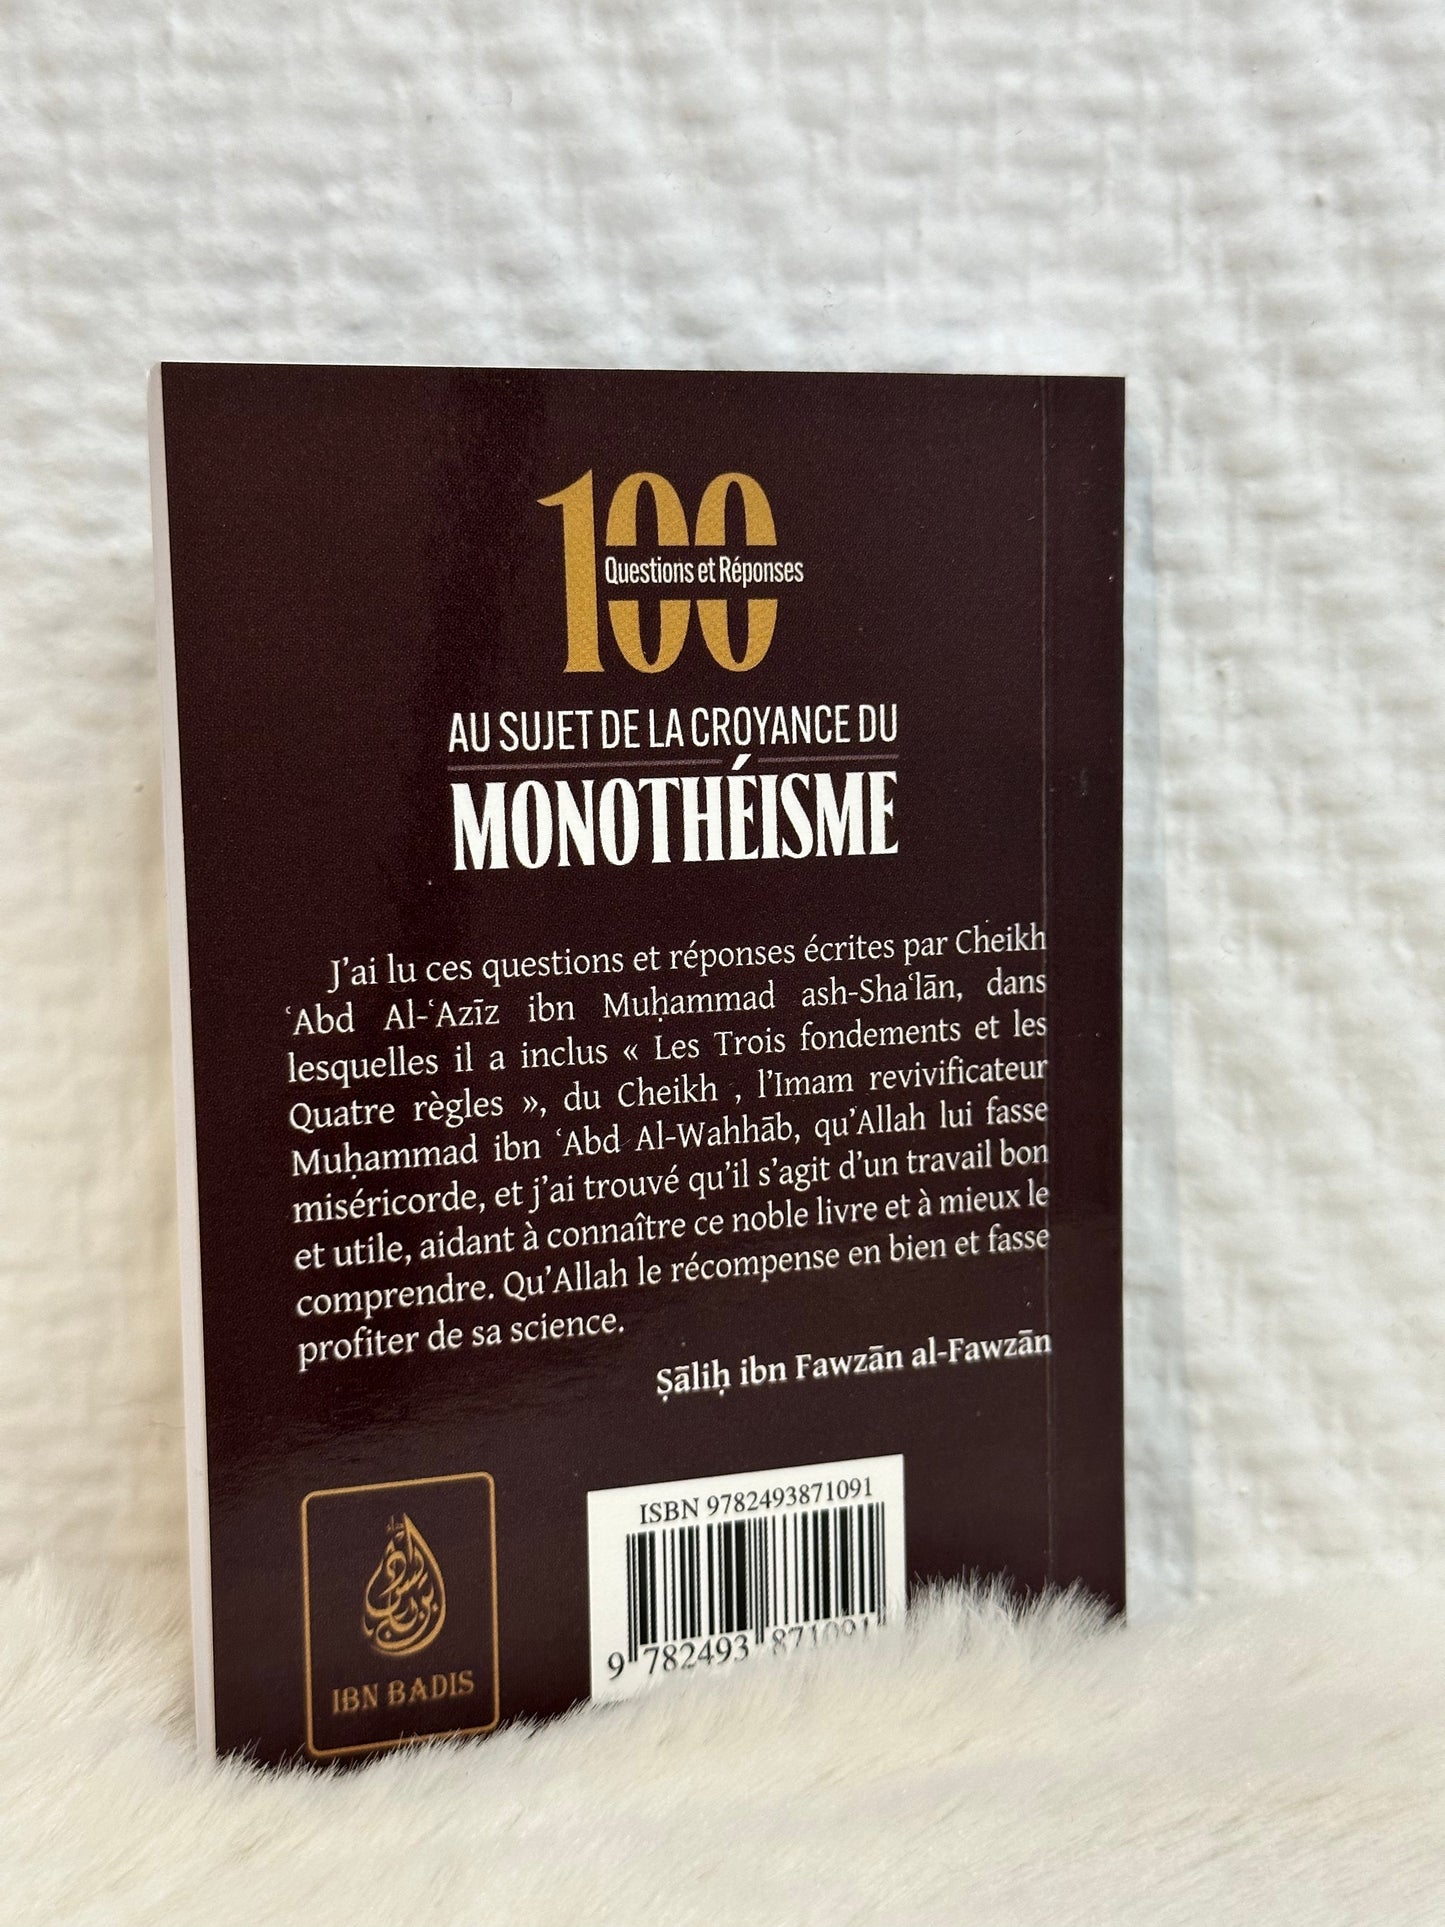 100
Questions et Réponses
AU SUJET DE LA CROYANCE DU
MONOTHÉISME
J'ai lu ces questions et réponses écrites par Cheikh
ʿAbd Al-ʿAzīz ibn Muḥammad ash-Shaʿlān, dans
lesquelles il a inclus « Les Trois fondements et les
Quatre règles », du Cheikh , l'Imam revivificateur
Muḥammad ibn ʿAbd Al-Wahhāb, qu'Allah lui fasse
miséricorde, et j'ai trouvé qu'il s'agit d'un travail bon
et utile, aidant à connaître ce noble livre et à mieux le
comprendre. Qu'Allah le récompense en bien et fasse
profiter de sa science.
Ṣāliḥ ibn Fawzān al-Fawzān
IBN BADIS
ISBN 9782493871091
9 782493 871091